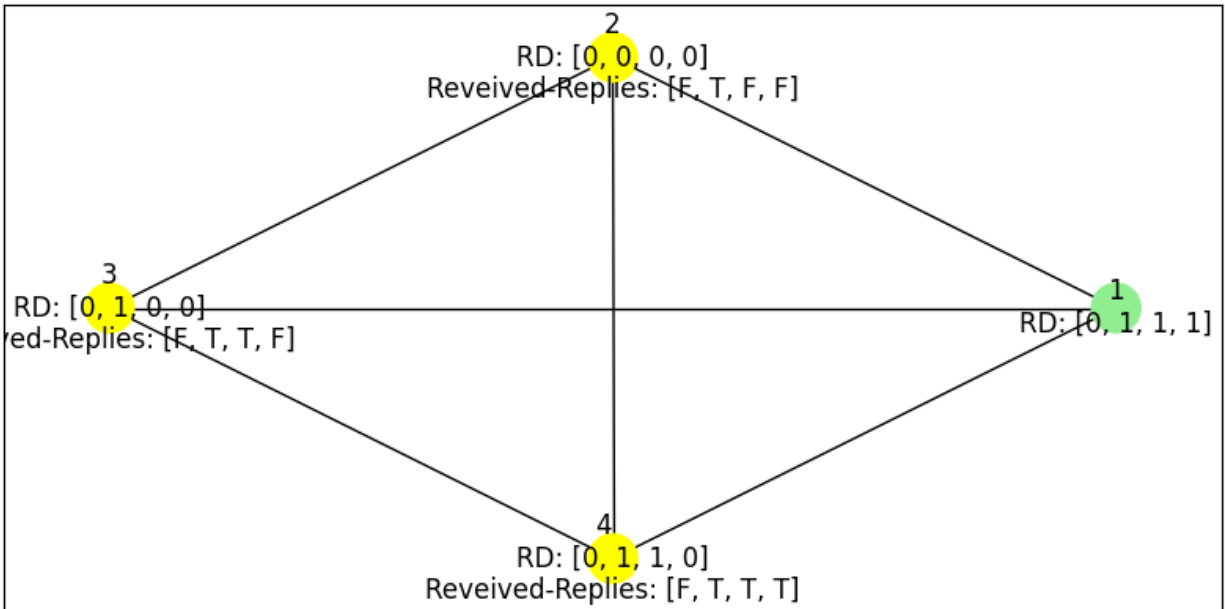 2
RD: [0, 0, 0, 0]
Reveived-Replies: [F, T, F, F]
3
RD: [0, 1, 0, 0]
ved-Replies: [F, T, T, F]
1
RD: [0, 1, 1, 1]
4
RD: [0, 1, 1, 0]
Reveived-Replies: [F, T, T, T]